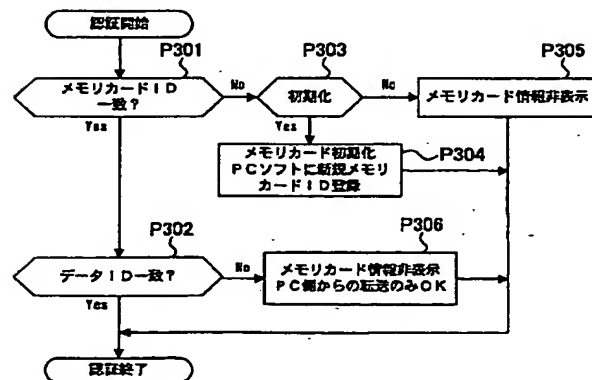 認証開始
P301
P303
P305
メモリカードID
一致?
No
初期化
No
メモリカード情報非表示
Yes
Yes
メモリカード初期化
PCソフトに新規メモリ
カードID登録
P304
P302
P306
データID一致?
No
メモリカード情報非表示
PC側からの転送のみOK
Yes
認証終了